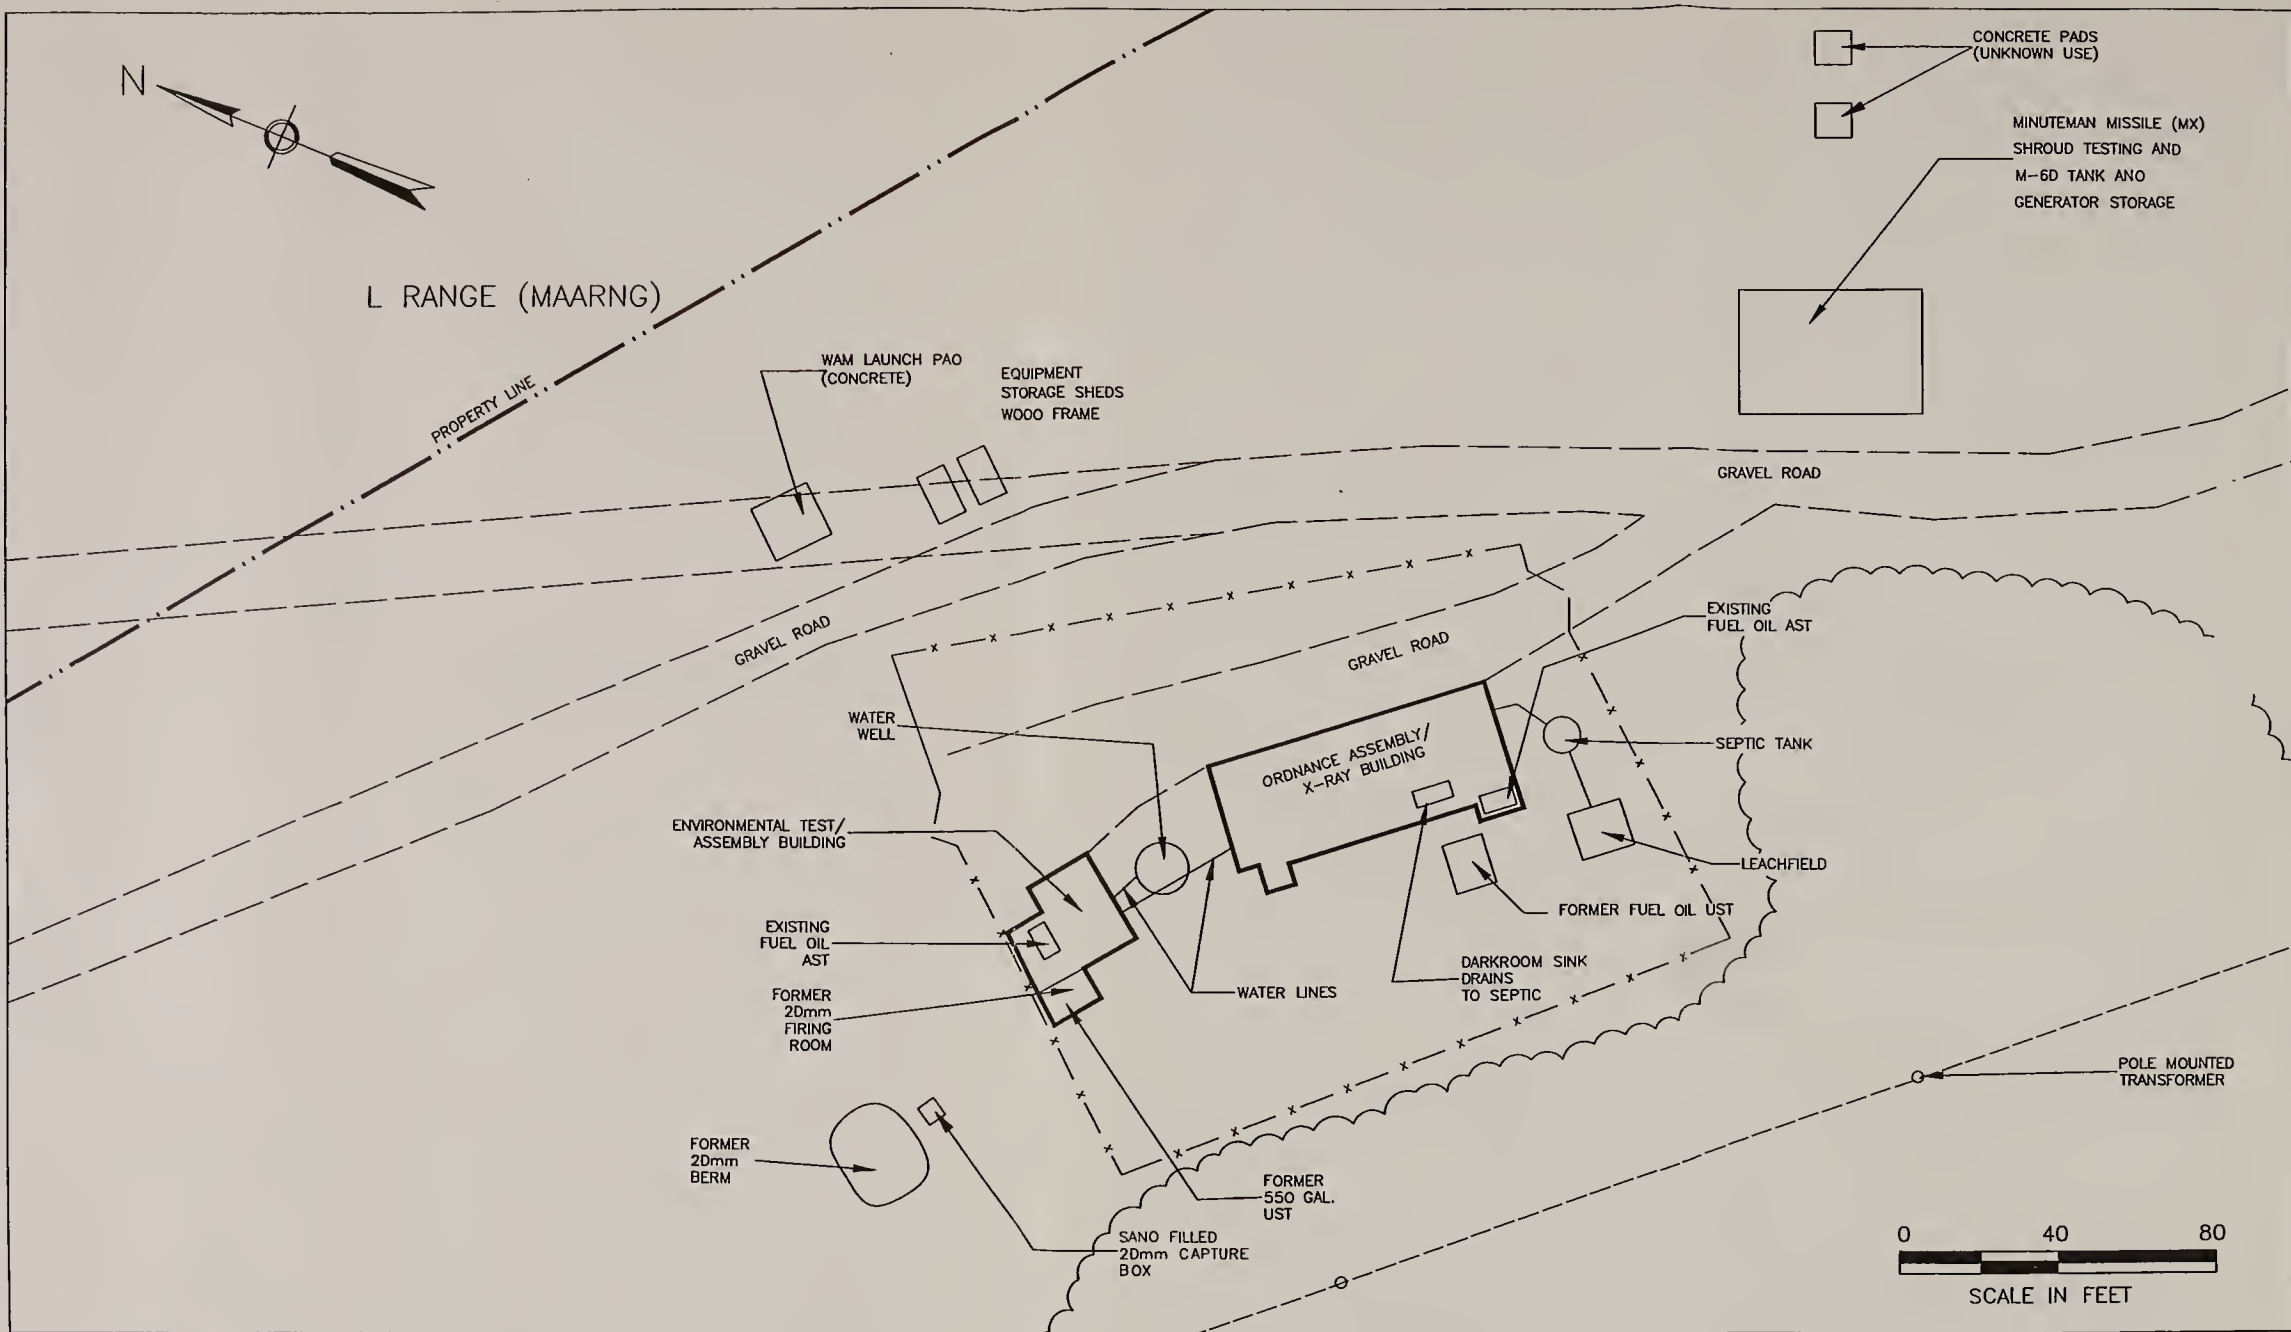 N
L RANGE (MAARNG)
PROPERTY LINE
CONCRETE PADS
(UNKNOWN USE)
MINUTEMAN MISSILE (MX)
SHROUD TESTING AND
M-6D TANK ANO
GENERATOR STORAGE
WAM LAUNCH PAO
(CONCRETE)
EQUIPMENT
STORAGE SHEDS
WOOO FRAME
GRAVEL ROAD
GRAVEL ROAD
GRAVEL ROAD
EXISTING
FUEL OIL AST
WATER
WELL
ORDNANCE ASSEMBLY/
X-RAY BUILDING
SEPTIC TANK
ENVIRONMENTAL TEST/
ASSEMBLY BUILDING
LEACHFIELD
EXISTING
FUEL OIL
AST
FORMER FUEL OIL UST
FORMER
2Dmm
FIRING
ROOM
WATER LINES
DARKROOM SINK
DRAINS
TO SEPTIC
POLE MOUNTED
TRANSFORMER
FORMER
2Dmm
BERM
FORMER
550 GAL.
UST
SANO FILLED
2Dmm CAPTURE
BOX
0 40 80
SCALE IN FEET